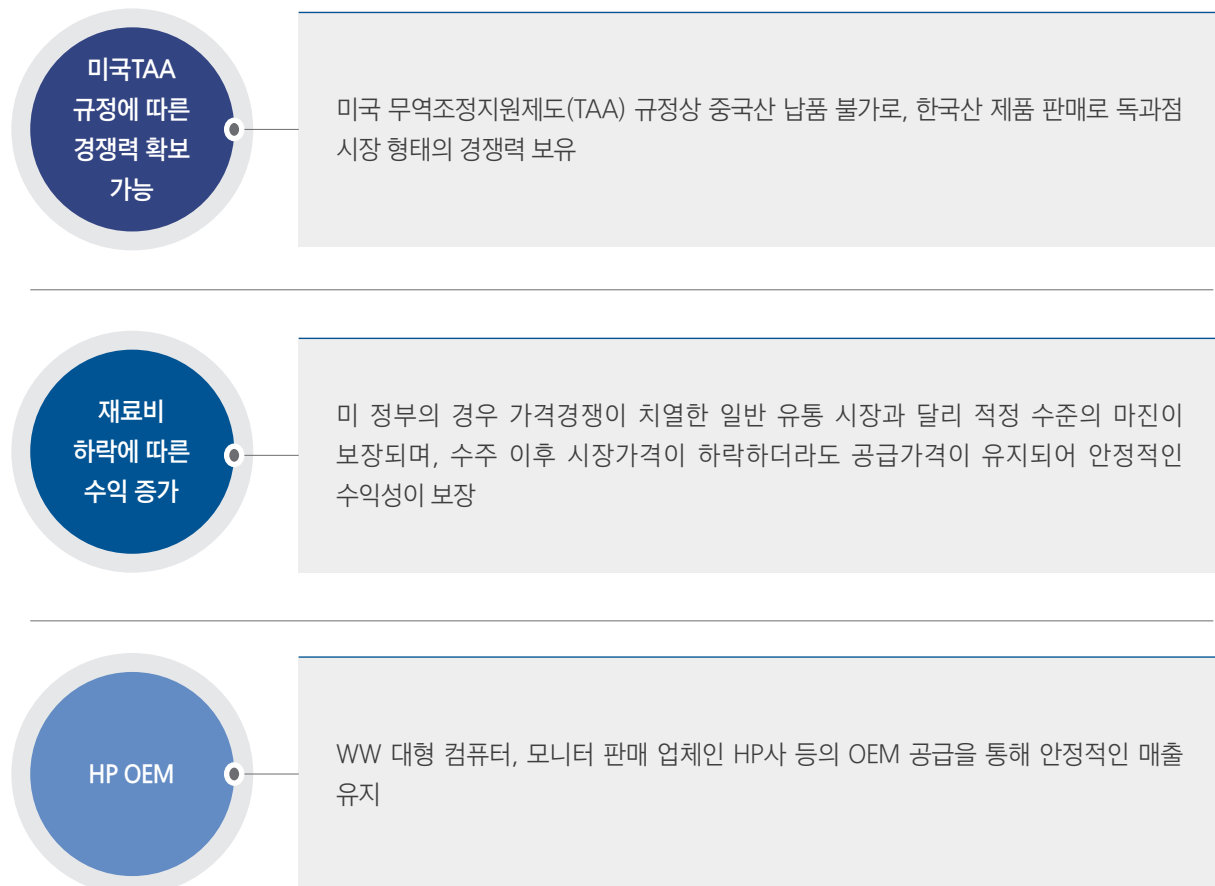 미국TAA
규정에 따른
경쟁력 확보
가능
미국 무역조정지원제도(TAA) 규정상 중국산 납품 불가로, 한국산 제품 판매로 독과점
시장 형태의 경쟁력 보유
재료비
하락에 따른
수익 증가
미 정부의 경우 가격경쟁이 치열한 일반 유통 시장과 달리 적정 수준의 마진이
보장되며, 수주 이후 시장가격이 하락하더라도 공급가격이 유지되어 안정적인
수익성이 보장
HP OEM
WW 대형 컴퓨터, 모니터 판매 업체인 HP사 등의 OEM 공급을 통해 안정적인 매출
유지